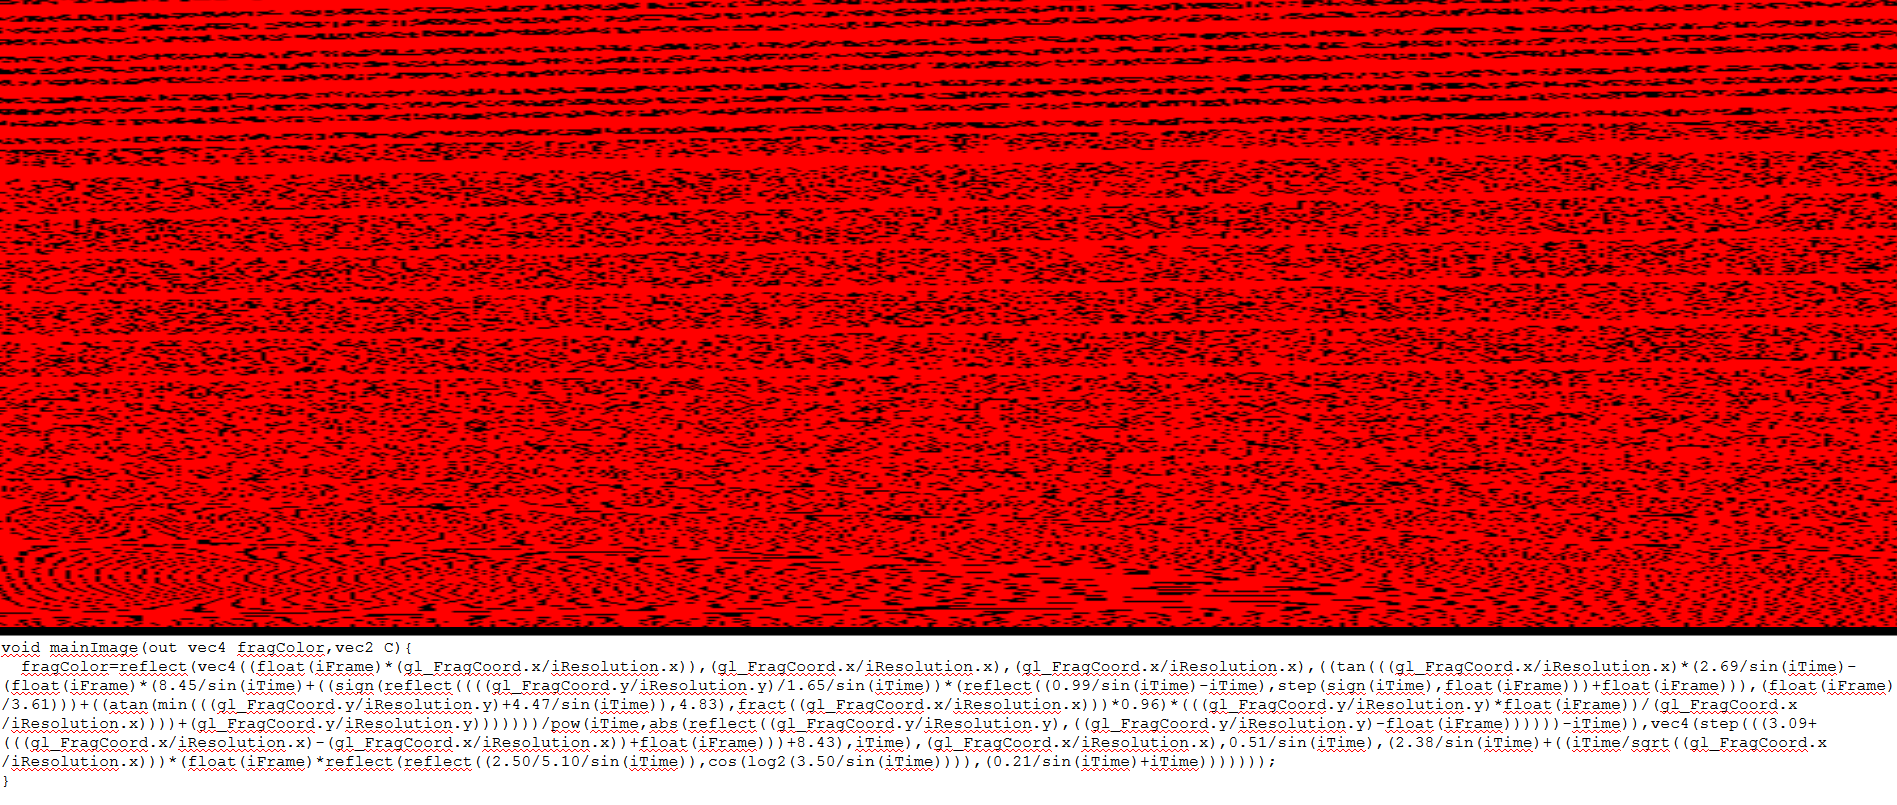 void mainImage(out vec4 fragColor,vec2 C){
  fragColor=reflect(vec4((float(iFrame)*(gl_FragCoord.x/iResolution.x)),(gl_FragCoord.x/iResolution.x),(gl_FragCoord.x/iResolution.x),((tan(((gl_FragCoord.x/iResolution.x)*(2.69/sin(iTime)-
(float(iFrame)*(8.45/sin(iTime)+((sign(reflect((((gl_FragCoord.y/iResolution.y)/1.65/sin(iTime))*(reflect((0.99/sin(iTime)-iTime),step(sign(iTime),float(iFrame)))+float(iFrame))),(float(iFrame)
/3.61)))+((atan(min(((gl_FragCoord.y/iResolution.y)+4.47/sin(iTime)),4.83),fract((gl_FragCoord.x/iResolution.x)))*0.96)*(((gl_FragCoord.y/iResolution.y)*float(iFrame))/(gl_FragCoord.x
/iResolution.x))))+(gl_FragCoord.y/iResolution.y)))))))/pow(iTime,abs(reflect((gl_FragCoord.y/iResolution.y),((gl_FragCoord.y/iResolution.y)-float(iFrame))))))-iTime)),vec4(step(((3.09+
(((gl_FragCoord.x/iResolution.x)-(gl_FragCoord.x/iResolution.x))+float(iFrame)))+8.43),iTime),(gl_FragCoord.x/iResolution.x),0.51/sin(iTime),(2.38/sin(iTime)+((iTime/sqrt((gl_FragCoord.x
/iResolution.x)))*(float(iFrame)*reflect(reflect((2.50/5.10/sin(iTime)),cos(log2(3.50/sin(iTime)))),(0.21/sin(iTime)+iTime)))))));
}